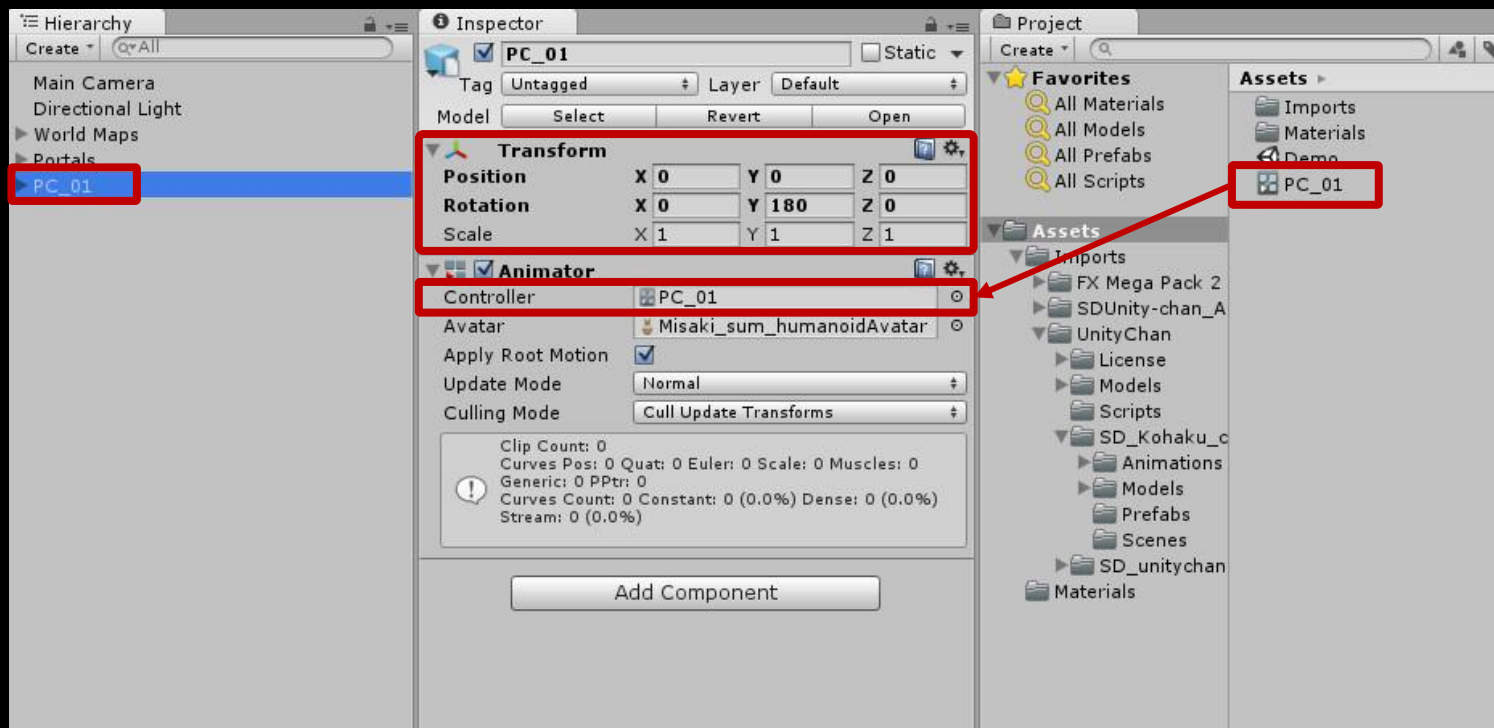 Hierarchy
Create
All
Main Camera
Directional Light
World Maps
Portals
PC_01
Inspector
PC_01
Static
Tag Untagged Layer Default
Model Select Revert Open
Transform
Position X 0 Y 0 Z 0
Rotation X 0 Y 180 Z 0
Scale X 1 Y 1 Z 1
Animator
Controller PC_01
Avatar Misaki_sum_humanoidAvatar
Apply Root Motion
Update Mode Normal
Culling Mode Cull Update Transforms
Clip Count: 0
Curves Pos: 0 Quat: 0 Euler: 0 Scale: 0 Muscles: 0
Generic: 0 PPtr: 0
Curves Count: 0 Constant: 0 (0.0%) Dense: 0 (0.0%)
Stream: 0 (0.0%)
Add Component
Project
Create
Favorites
All Materials
All Models
All Prefabs
All Scripts
Assets
Imports
FX Mega Pack 2
SDUnity-chan_A
UnityChan
License
Models
Scripts
SD_Kohaku_c
Animations
Models
Prefabs
Scenes
SD_unitychan
Materials
Assets
Imports
Materials
Demo
PC_01